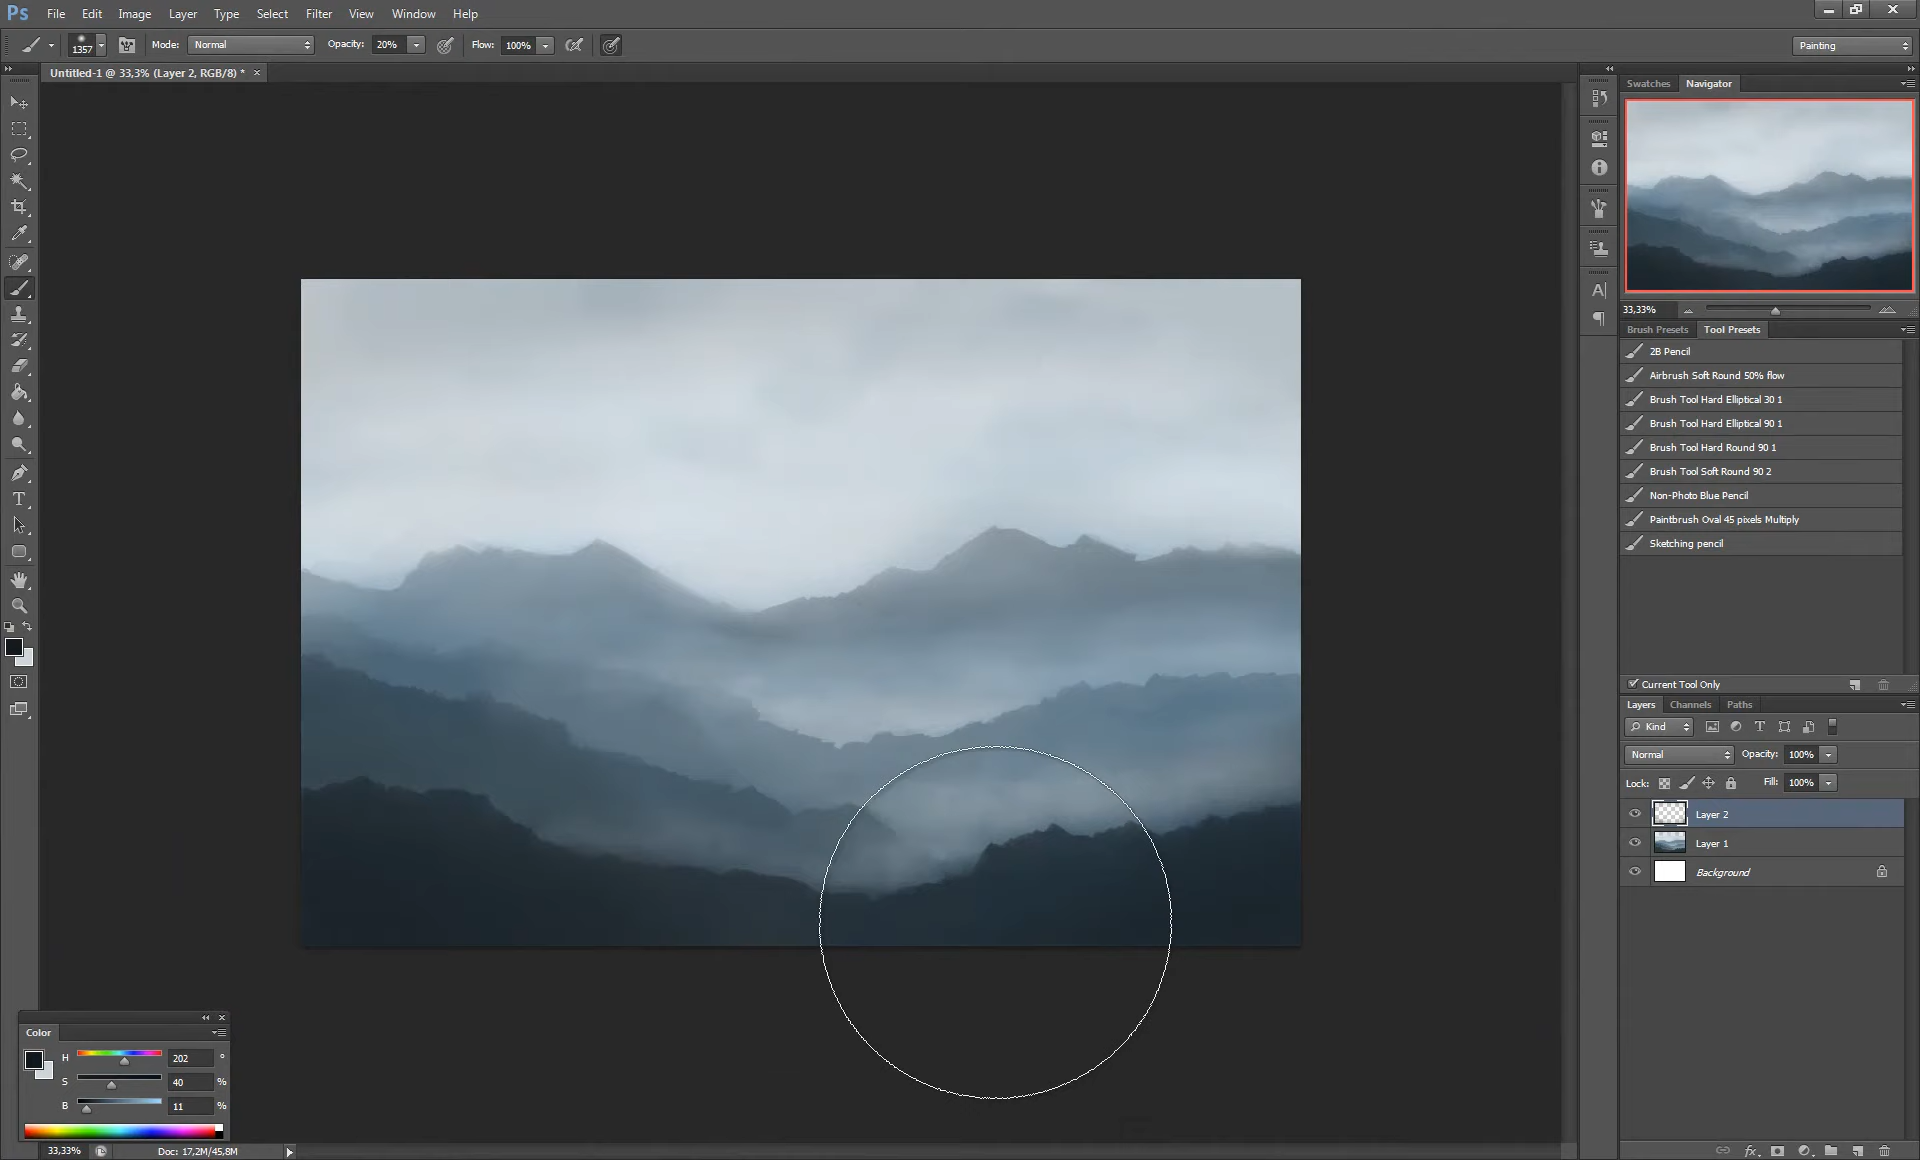 Ps File Edit Image Layer Type Select Filter View Window Help
1357 Mode: Normal Opacity: 20% Flow: 100% Painting
Untitled-1 @ 33,3% (Layer 2, RGB/8) * ×
Swatches Navigator
33,33%
Brush Presets Tool Presets
2B Pencil
Airbrush Soft Round 50% flow
Brush Tool Hard Elliptical 30 1
Brush Tool Hard Elliptical 90 1
Brush Tool Hard Round 90 1
Brush Tool Soft Round 90 2
Non-Photo Blue Pencil
Paintbrush Oval 45 pixels Multiply
Sketching pencil
Current Tool Only
Layers Channels Paths
Kind
Normal Opacity: 100%
Lock: Fill: 100%
Layer 2
Layer 1
Background
Color
H 202 °
S 40 %
B 11 %
33,33% Doc: 17,2M/45,8M